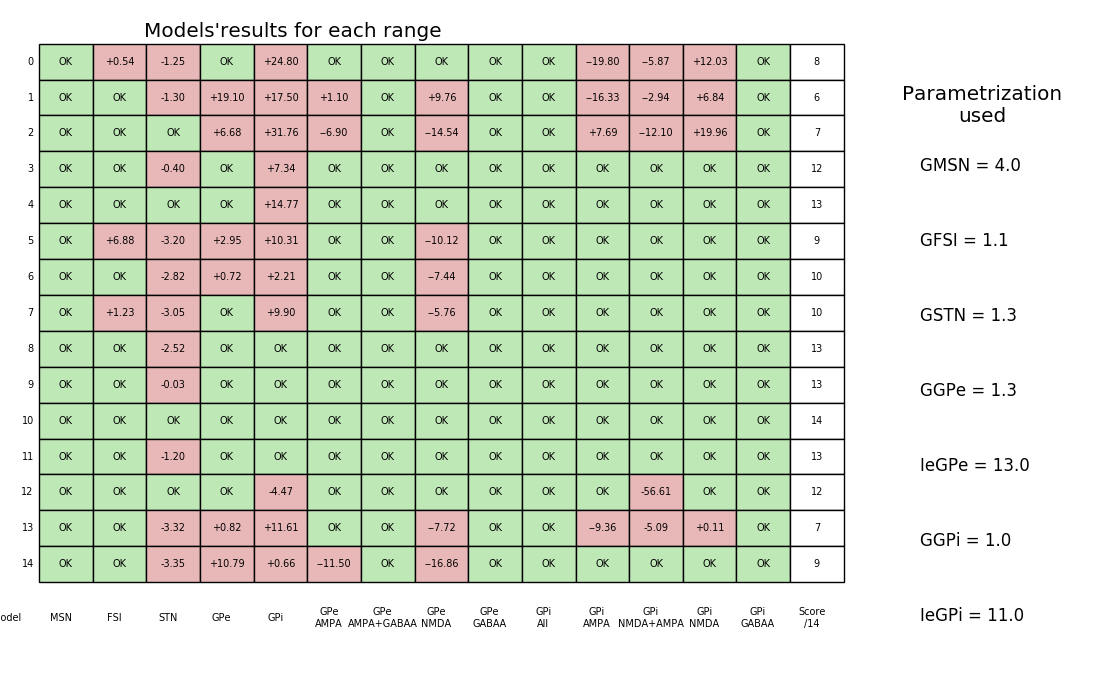 Models'results for each range
0 OK +0.54 -1.25 OK +24.80 OK OK OK OK OK −19.80 −5.87 +12.03 OK 8
1 OK OK -1.30 +19.10 +17.50 +1.10 OK +9.76 OK OK −16.33 −2.94 +6.84 OK 6
2 OK OK OK +6.68 +31.76 −6.90 OK −14.54 OK OK +7.69 −12.10 +19.96 OK 7
3 OK OK -0.40 OK +7.34 OK OK OK OK OK OK OK OK OK 12
4 OK OK OK OK +14.77 OK OK OK OK OK OK OK OK OK 13
5 OK +6.88 -3.20 +2.95 +10.31 OK OK −10.12 OK OK OK OK OK OK 9
6 OK OK -2.82 +0.72 +2.21 OK OK −7.44 OK OK OK OK OK OK 10
7 OK +1.23 -3.05 OK +9.90 OK OK −5.76 OK OK OK OK OK OK 10
8 OK OK -2.52 OK OK OK OK OK OK OK OK OK OK OK 13
9 OK OK -0.03 OK OK OK OK OK OK OK OK OK OK OK 13
10 OK OK OK OK OK OK OK OK OK OK OK OK OK OK 14
11 OK OK -1.20 OK OK OK OK OK OK OK OK OK OK OK 13
12 OK OK OK OK -4.47 OK OK OK OK OK OK -56.61 OK OK 12
13 OK OK -3.32 +0.82 +11.61 OK OK −7.72 OK OK −9.36 -5.09 +0.11 OK 7
14 OK OK -3.35 +10.79 +0.66 −11.50 OK −16.86 OK OK OK OK OK OK 9
odel MSN FSI STN GPe GPi GPe AMPA GPe AMPA+GABAA GPe NMDA GPe GABAA GPi All GPi AMPA GPi NMDA+AMPA GPi NMDA GPi GABAA Score /14
Parametrization
used
GMSN = 4.0
GFSI = 1.1
GSTN = 1.3
GGPe = 1.3
IeGPe = 13.0
GGPi = 1.0
IeGPi = 11.0